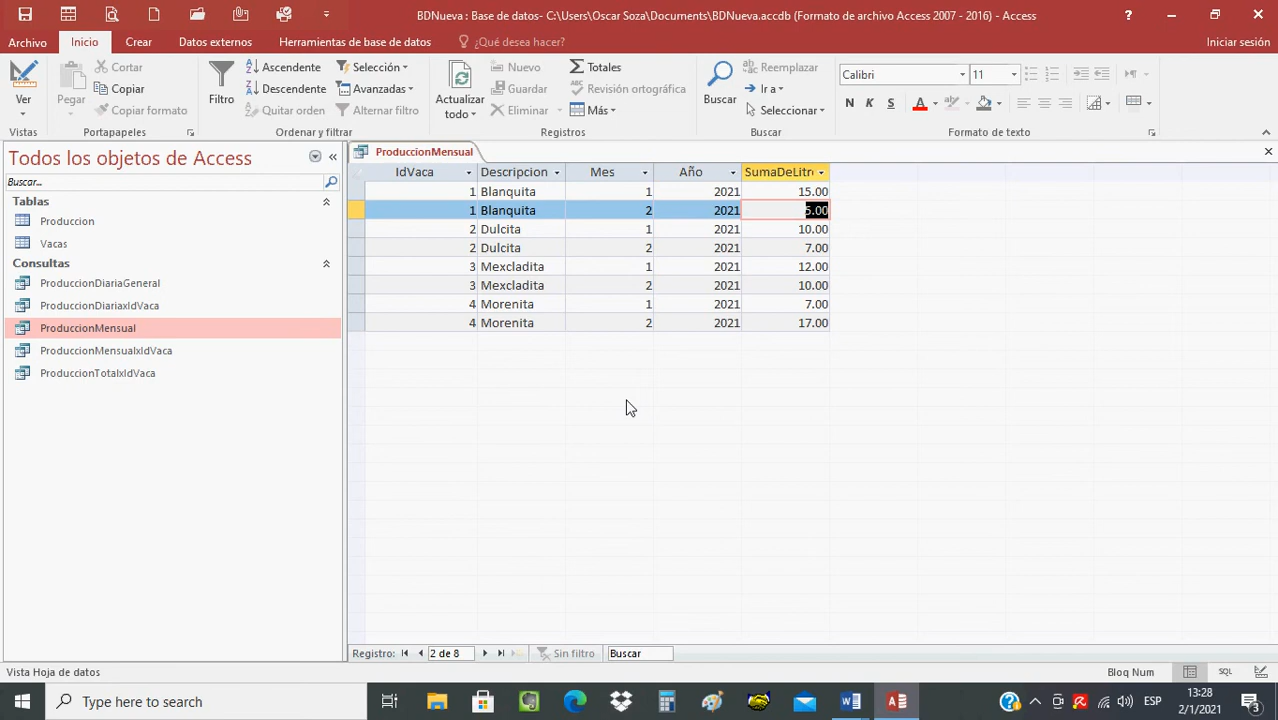 BDNueva : Base de datos- C:\Users\Oscar Soza\Documents\BDNueva.accdb (Formato de archivo Access 2007 - 2016) - Access
Archivo Inicio Crear Datos externos Herramientas de base de datos ¿Qué desea hacer? Iniciar sesión
Ver
Vistas
Pegar
Cortar
Copiar
Copiar formato
Portapapeles
Filtro
Ascendente
Descendente
Quitar orden
Selección
Avanzadas
Alternar filtro
Ordenar y filtrar
Actualizar
todo
Nuevo
Guardar
Eliminar
Totales
Revisión ortográfica
Más
Registros
Buscar
Reemplazar
Ir a
Seleccionar
Buscar
Calibri 11
N K S A
Formato de texto
Todos los objetos de Access
Buscar...
Tablas
Produccion
Vacas
Consultas
ProduccionDiariaGeneral
ProduccionDiariaxIdVaca
ProduccionMensual
ProduccionMensualxIdVaca
ProduccionTotalxIdVaca
ProduccionMensual
IdVaca Descripcion Mes Año SumaDeLitr
1 Blanquita 1 2021 15.00
1 Blanquita 2 2021 5.00
2 Dulcita 1 2021 10.00
2 Dulcita 2 2021 7.00
3 Mexcladita 1 2021 12.00
3 Mexcladita 2 2021 10.00
4 Morenita 1 2021 7.00
4 Morenita 2 2021 17.00
Registro: 2 de 8 Sin filtro Buscar
Vista Hoja de datos Bloq Num SQL
Type here to search ESP 13:28
2/1/2021 3